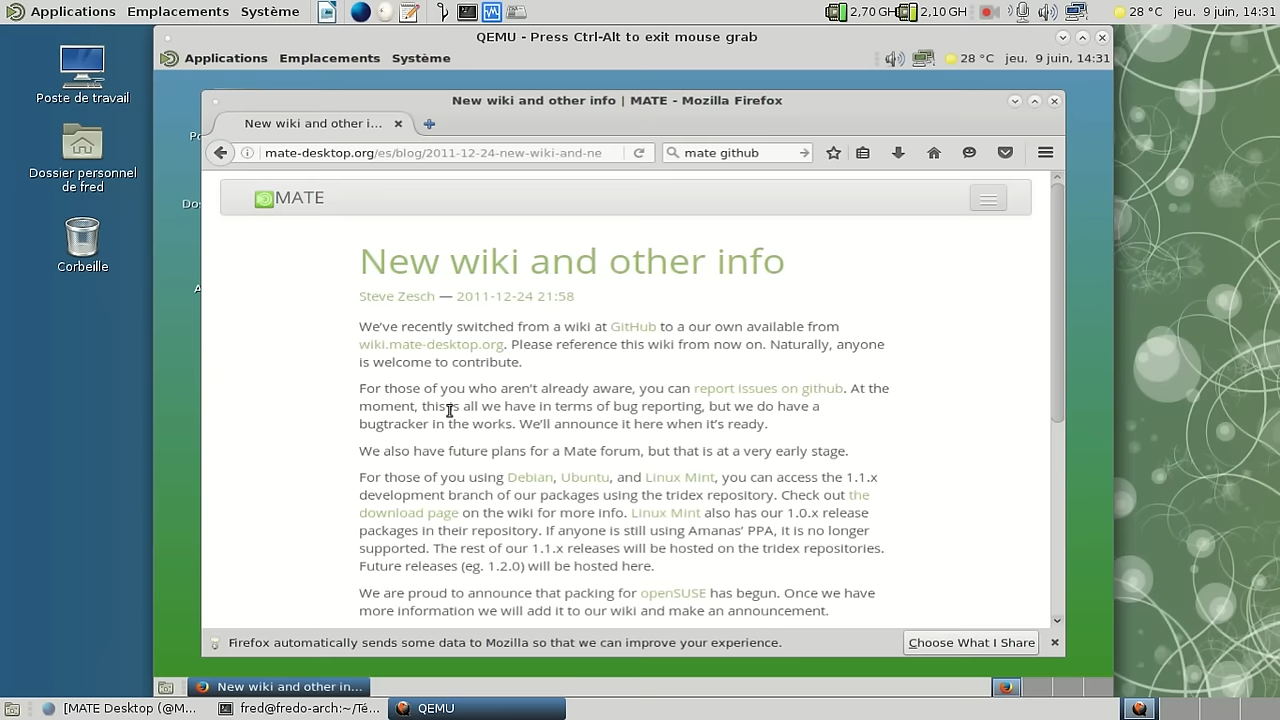 Applications Emplacements Système 2,70 GH 2,10 GH 28 °C jeu. 9 juin, 14:31
QEMU - Press Ctrl-Alt to exit mouse grab
Applications Emplacements Système 28 °C jeu. 9 juin, 14:31
Poste de travail
Dossier personnel
de fred
Corbeille
New wiki and other info | MATE - Mozilla Firefox
New wiki and other i...
mate-desktop.org/es/blog/2011-12-24-new-wiki-and-ne mate github
MATE
New wiki and other info
Steve Zesch — 2011-12-24 21:58
We've recently switched from a wiki at GitHub to a our own available from
wiki.mate-desktop.org. Please reference this wiki from now on. Naturally, anyone
is welcome to contribute.
For those of you who aren't already aware, you can report issues on github. At the
moment, this is all we have in terms of bug reporting, but we do have a
bugtracker in the works. We'll announce it here when it's ready.
We also have future plans for a Mate forum, but that is at a very early stage.
For those of you using Debian, Ubuntu, and Linux Mint, you can access the 1.1.x
development branch of our packages using the tridex repository. Check out the
download page on the wiki for more info. Linux Mint also has our 1.0.x release
packages in their repository. If anyone is still using Amanas' PPA, it is no longer
supported. The rest of our 1.1.x releases will be hosted on the tridex repositories.
Future releases (eg. 1.2.0) will be hosted here.
We are proud to announce that packing for openSUSE has begun. Once we have
more information we will add it to our wiki and make an announcement.
Firefox automatically sends some data to Mozilla so that we can improve your experience. Choose What I Share
New wiki and other in...
[MATE Desktop (@M... fred@fredo-arch:~/Té... QEMU